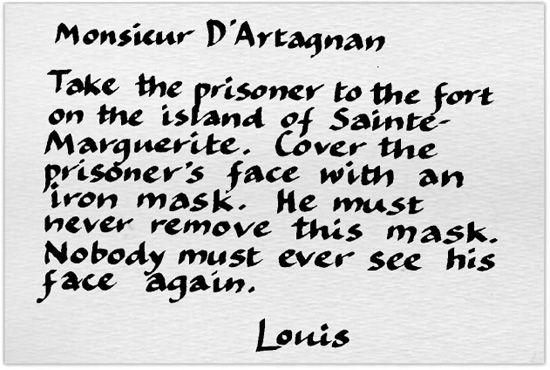 Monsieur D'Artagnan
Take the prisoner to the fort
on the island of Sainte-
Marguerite. Cover the
prisoner's face with an
iron mask. He must
never remove this mask.
Nobody must ever see his
face again.
Louis